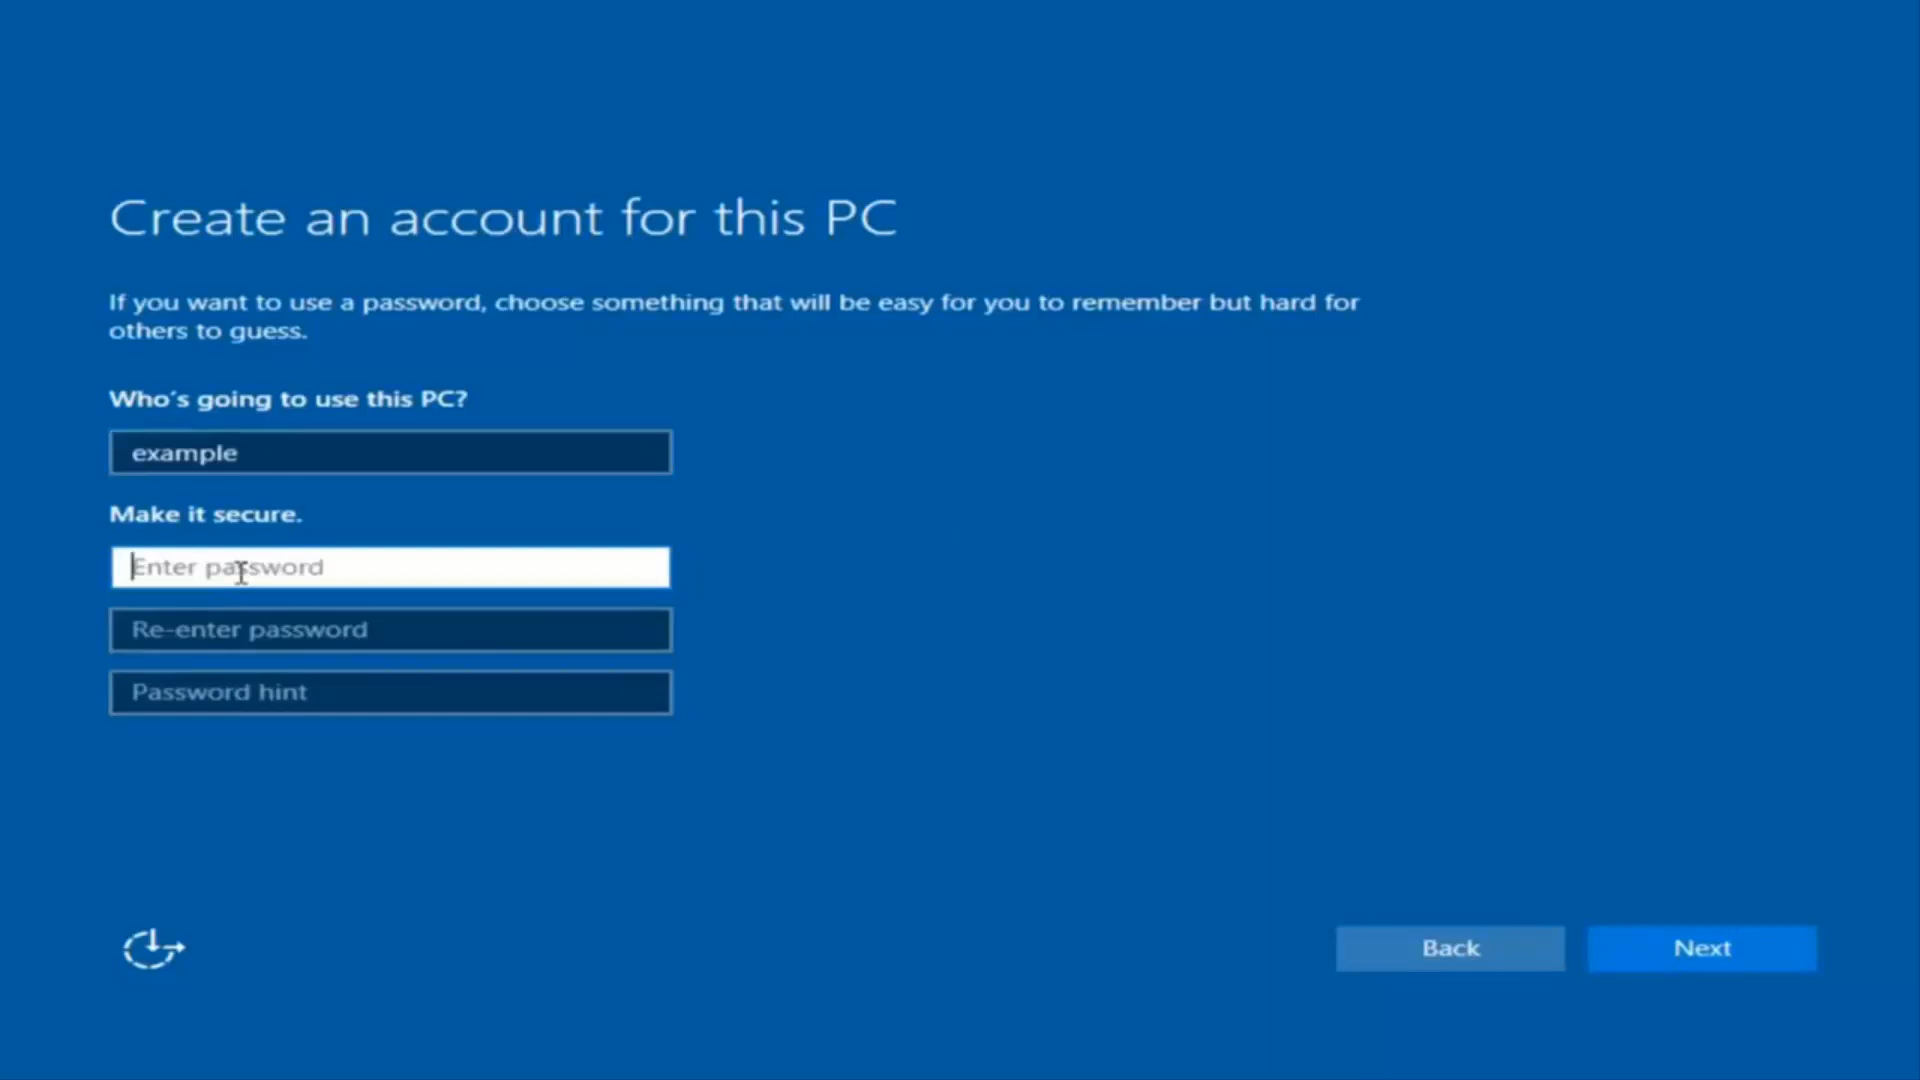 Create an account for this PC
If you want to use a password, choose something that will be easy for you to remember but hard for
others to guess.
Who's going to use this PC?
example
Make it secure.
Enter password
Re-enter password
Password hint
Back
Next